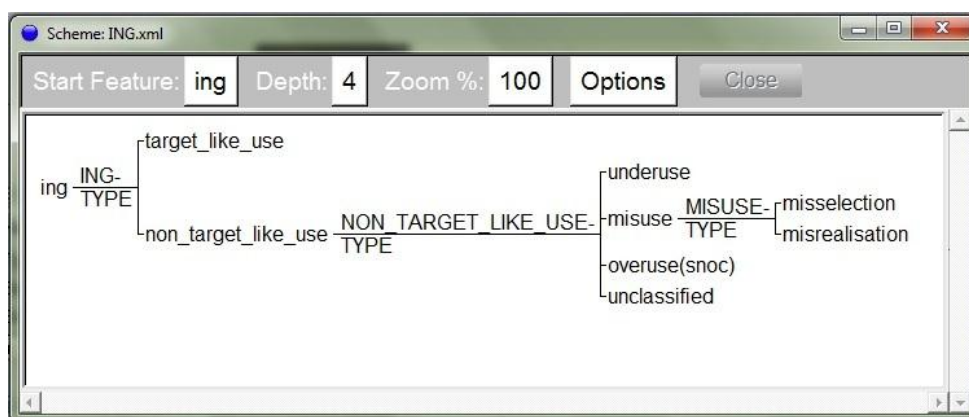 Scheme: ING.xml
Start Feature: ing Depth: 4 Zoom %: 100 Options Close
target_like_use
ing ING-TYPE
non_target_like_use NON_TARGET_LIKE_USE-TYPE
underuse
misuse MISUSE-TYPE
misselection
misrealisation
overuse(snoc)
unclassified